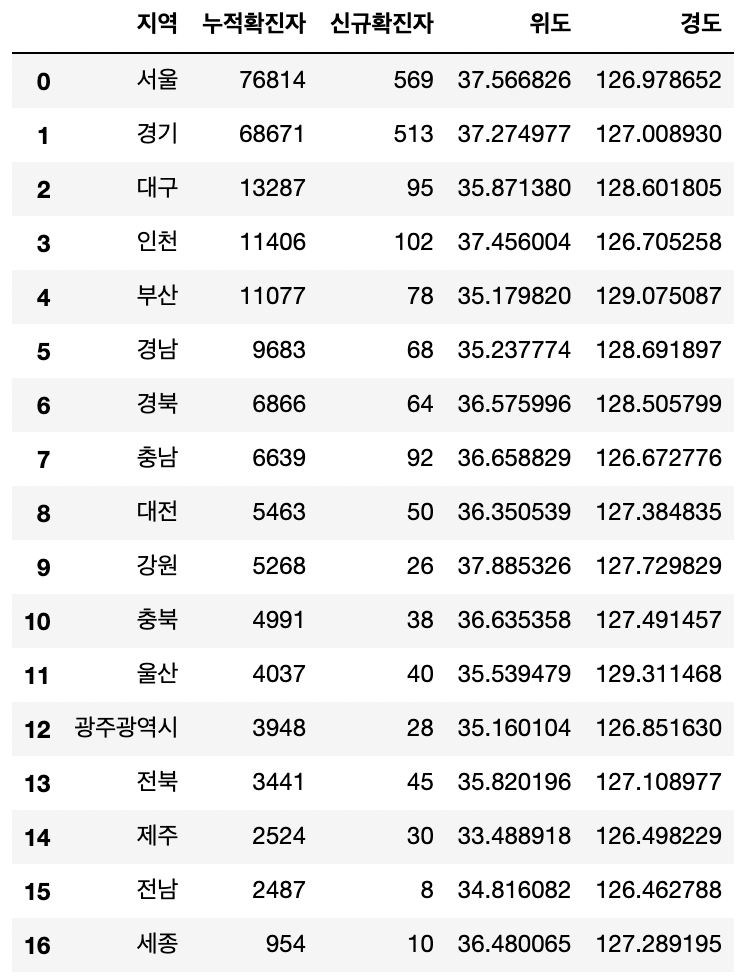 지역 누적확진자 신규확진자 위도 경도
0 서울 76814 569 37.566826 126.978652
1 경기 68671 513 37.274977 127.008930
2 대구 13287 95 35.871380 128.601805
3 인천 11406 102 37.456004 126.705258
4 부산 11077 78 35.179820 129.075087
5 경남 9683 68 35.237774 128.691897
6 경북 6866 64 36.575996 128.505799
7 충남 6639 92 36.658829 126.672776
8 대전 5463 50 36.350539 127.384835
9 강원 5268 26 37.885326 127.729829
10 충북 4991 38 36.635358 127.491457
11 울산 4037 40 35.539479 129.311468
12 광주광역시 3948 28 35.160104 126.851630
13 전북 3441 45 35.820196 127.108977
14 제주 2524 30 33.488918 126.498229
15 전남 2487 8 34.816082 126.462788
16 세종 954 10 36.480065 127.289195